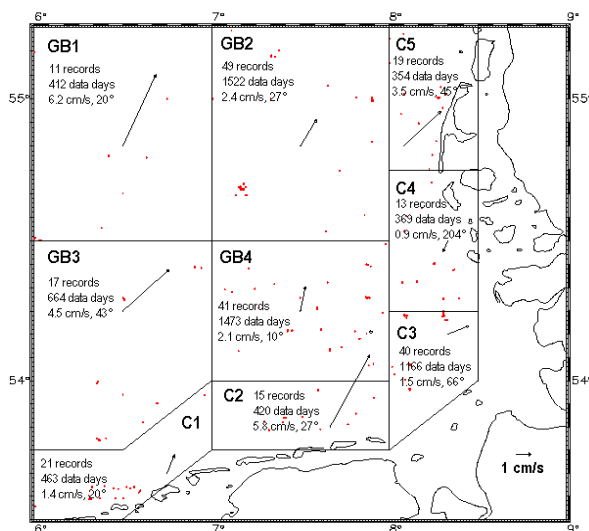 6° 7° 8° 9°
GB1
11 records
412 data days
6.2 cm/s, 20°
GB2
49 records
1522 data days
2.4 cm/s, 27°
C5
19 records
354 data days
3.5 cm/s, 45°
55° 55°
C4
13 records
369 data days
0.9 cm/s, 204°
GB3
17 records
664 data days
4.5 cm/s, 43°
GB4
41 records
1473 data days
2.1 cm/s, 10°
C3
40 records
1166 data days
1.5 cm/s, 66°
54° 54°
C2
15 records
420 data days
5.8 cm/s, 27°
C1
21 records
463 data days
1.4 cm/s, 20°
1 cm/s
6° 7° 8° 9°